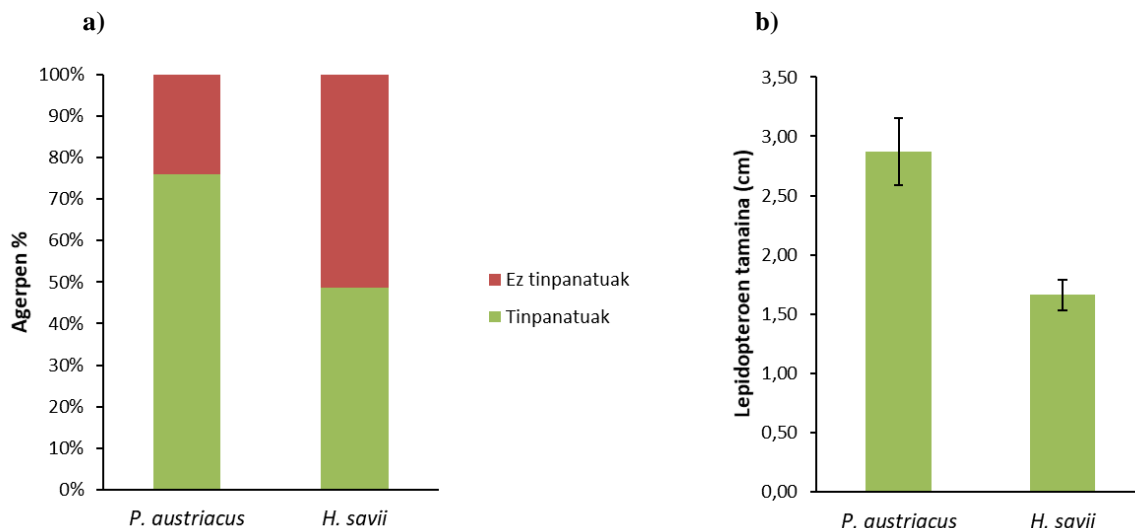 a)
100%
90%
80%
70%
60%
50%
40%
30%
20%
10%
0%
Agerpen %
P. austriacus H. savii
Ez tinpanatuak
Tinpanatuak
b)
3,50
3,00
2,50
2,00
1,50
1,00
0,50
0,00
Lepidopteroen tamaina (cm)
P. austriacus H. savii